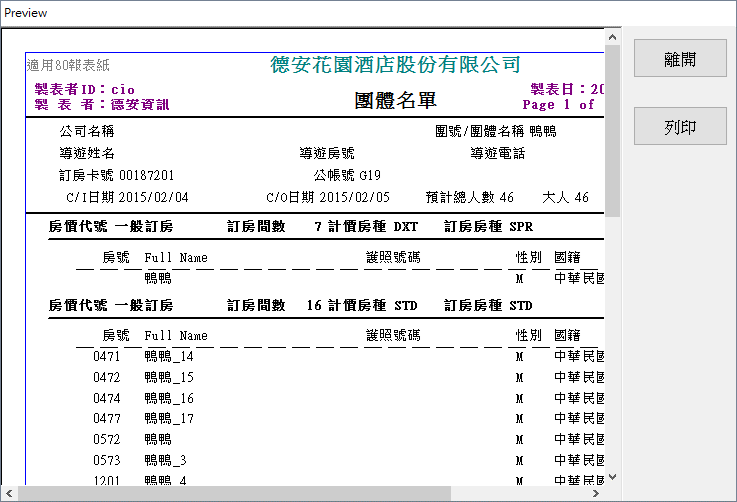 Preview
適用80報表紙
德安花園酒店股份有限公司
離開
製表者ID：cio
製表日：20
製 表 者：德安資訊
團體名單
Page 1 of
列印
公司名稱
團號/團體名稱 鴨鴨
導遊姓名
導遊房號
導遊電話
訂房卡號 00187201
公帳號 G19
C/I日期 2015/02/04
C/O日期 2015/02/05
預計總人數 46
大人 46
房價代號 一般訂房 訂房間數 7 計價房種 DXT 訂房房種 SPR
房號 Full Name 護照號碼 性別 國籍
鴨鴨 M 中華民國
房價代號 一般訂房 訂房間數 16 計價房種 STD 訂房房種 STD
房號 Full Name 護照號碼 性別 國籍
0471 鴨鴨_14 M 中華民國
0472 鴨鴨_15 M 中華民國
0474 鴨鴨_16 M 中華民國
0477 鴨鴨_17 M 中華民國
0572 鴨鴨 M 中華民國
0573 鴨鴨_3 M 中華民國
1201 鴨鴨_4 M 中華民國